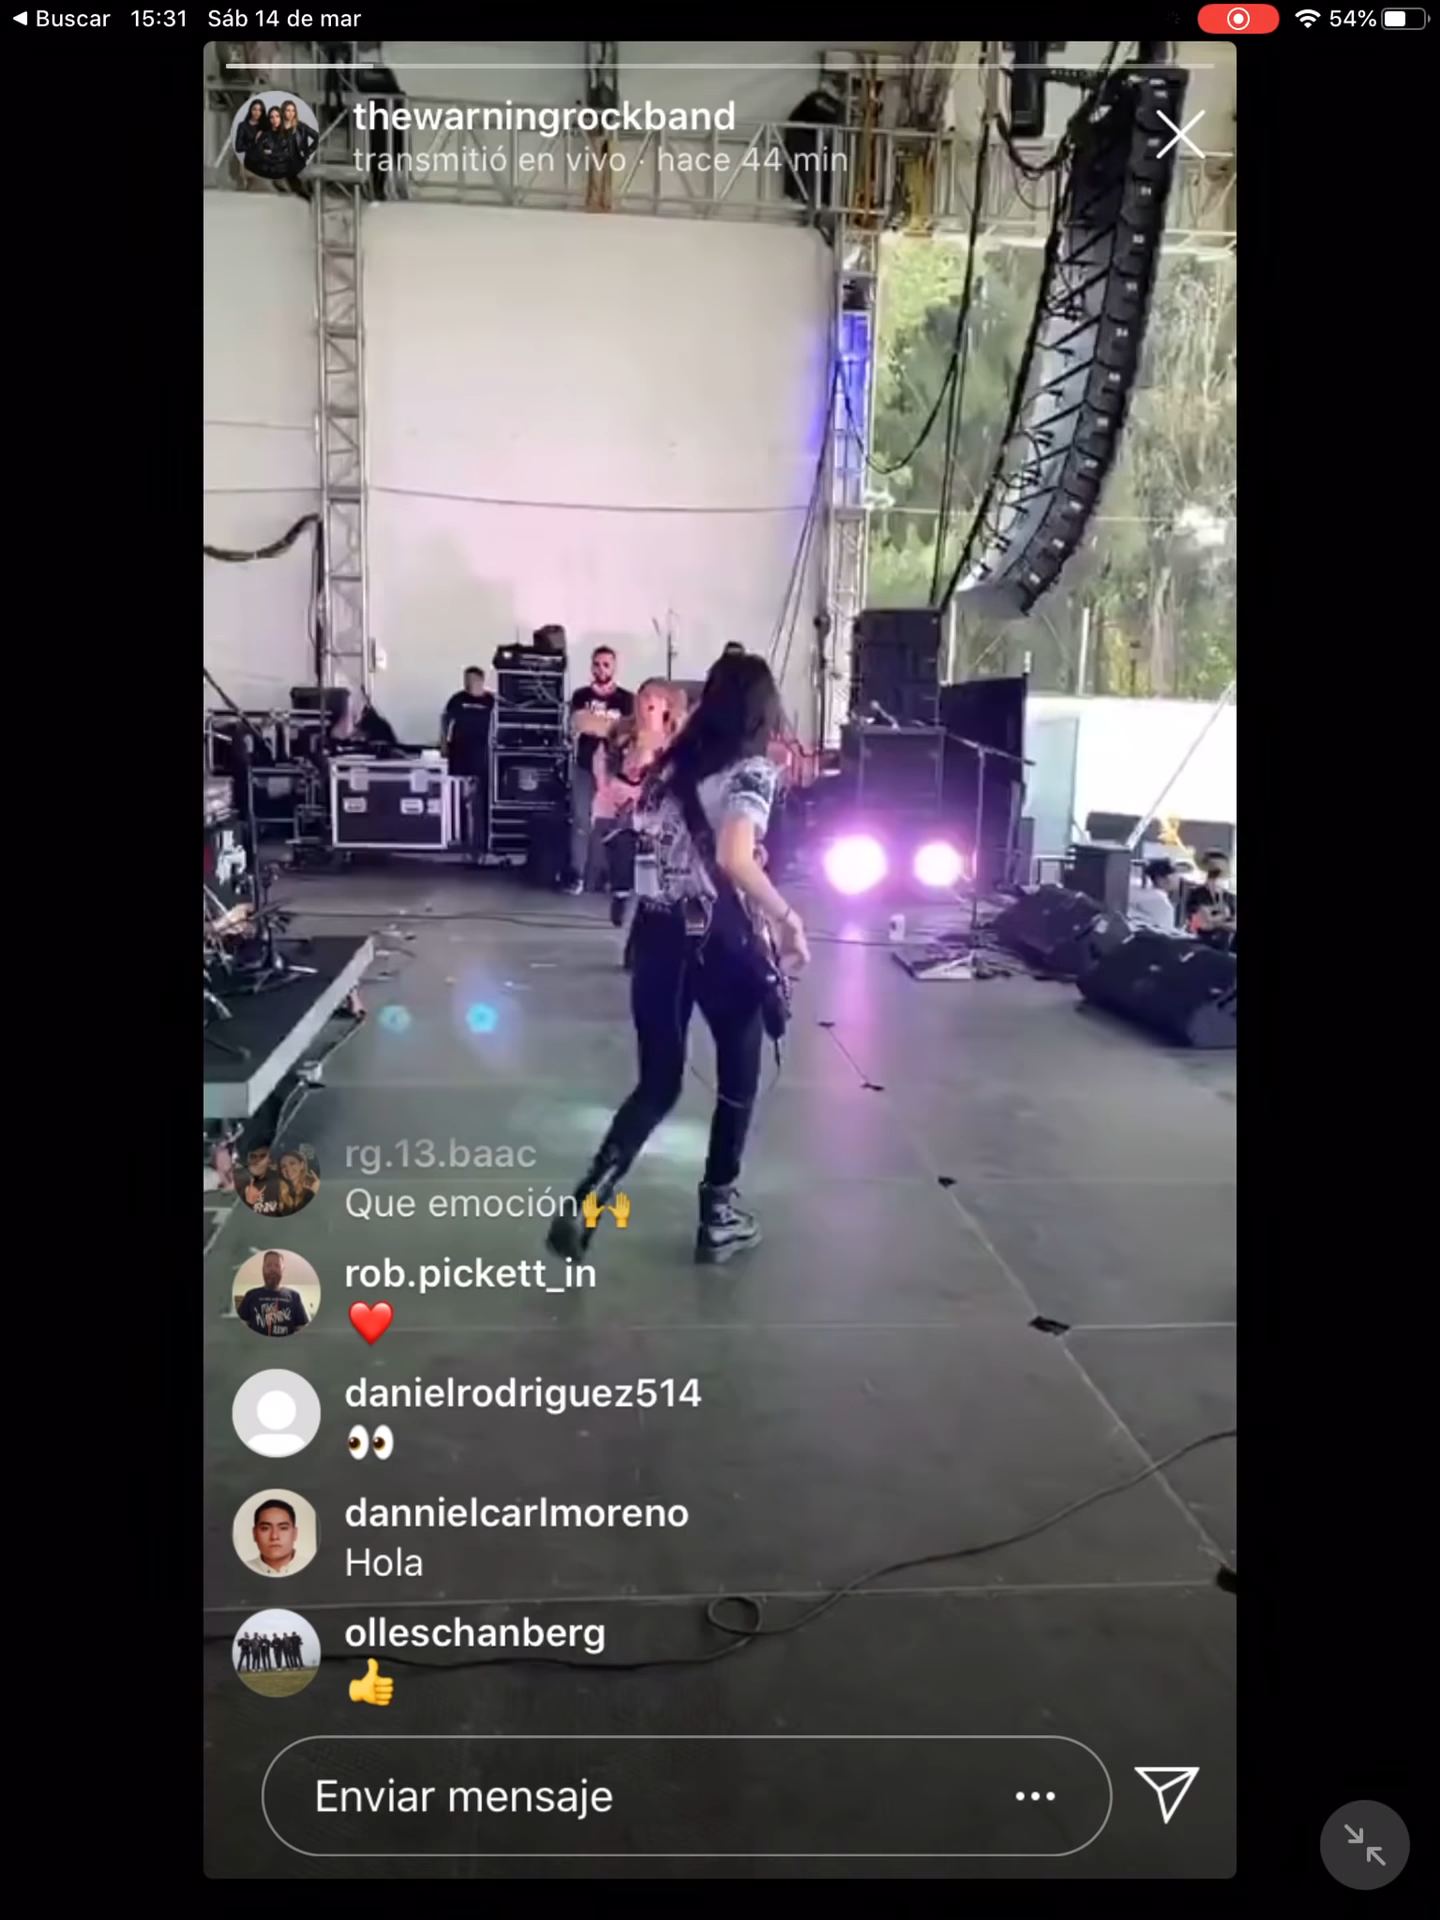 Buscar 15:31 Sáb 14 de mar 54%
thewarningrockband
transmitió en vivo · hace 44 min
rg.13.baac
Que emoción🙌
rob.pickett_in
❤️
danielrodriguez514
👀
dannielcarlmoreno
Hola
olleschanberg
👍
Enviar mensaje